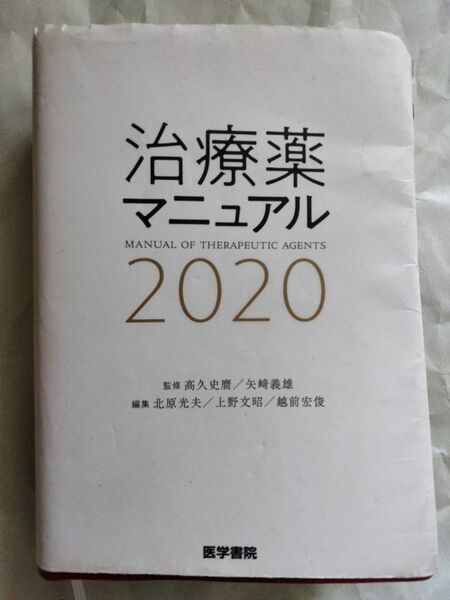 治療薬
マニュアル
MANUAL OF THERAPEUTIC AGENTS
2020
監修 髙久史麿／矢﨑義雄
編集 北原光夫／上野文昭／越前宏俊
医学書院